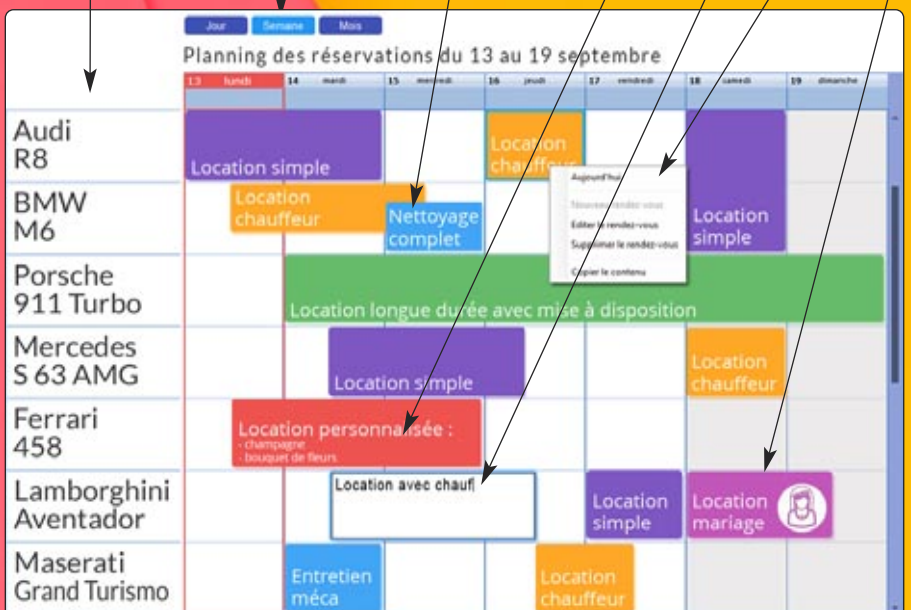 Jour Semaine Mois
Planning des réservations du 13 au 19 septembre
13 lundi 14 mardi 15 mercredi 16 jeudi 17 vendredi 18 samedi 19 dimanche
Audi
R8
Location simple
Location
chauffeur
BMW
M6
Location
chauffeur
Nettoyage
complet
Aujourd'hui
Nouveau rendez-vous
Editer le rendez-vous
Supprimer le rendez-vous
Copier le contenu
Location
simple
Porsche
911 Turbo
Location longue durée avec mise à disposition
Mercedes
S 63 AMG
Location simple
Location
chauffeur
Ferrari
458
Location personnalisée :
- champagne
- bouquet de fleurs
Lamborghini
Aventador
Location avec chauf
Location
simple
Location
mariage
Maserati
Grand Turismo
Entretien
méca
Location
chauffeur